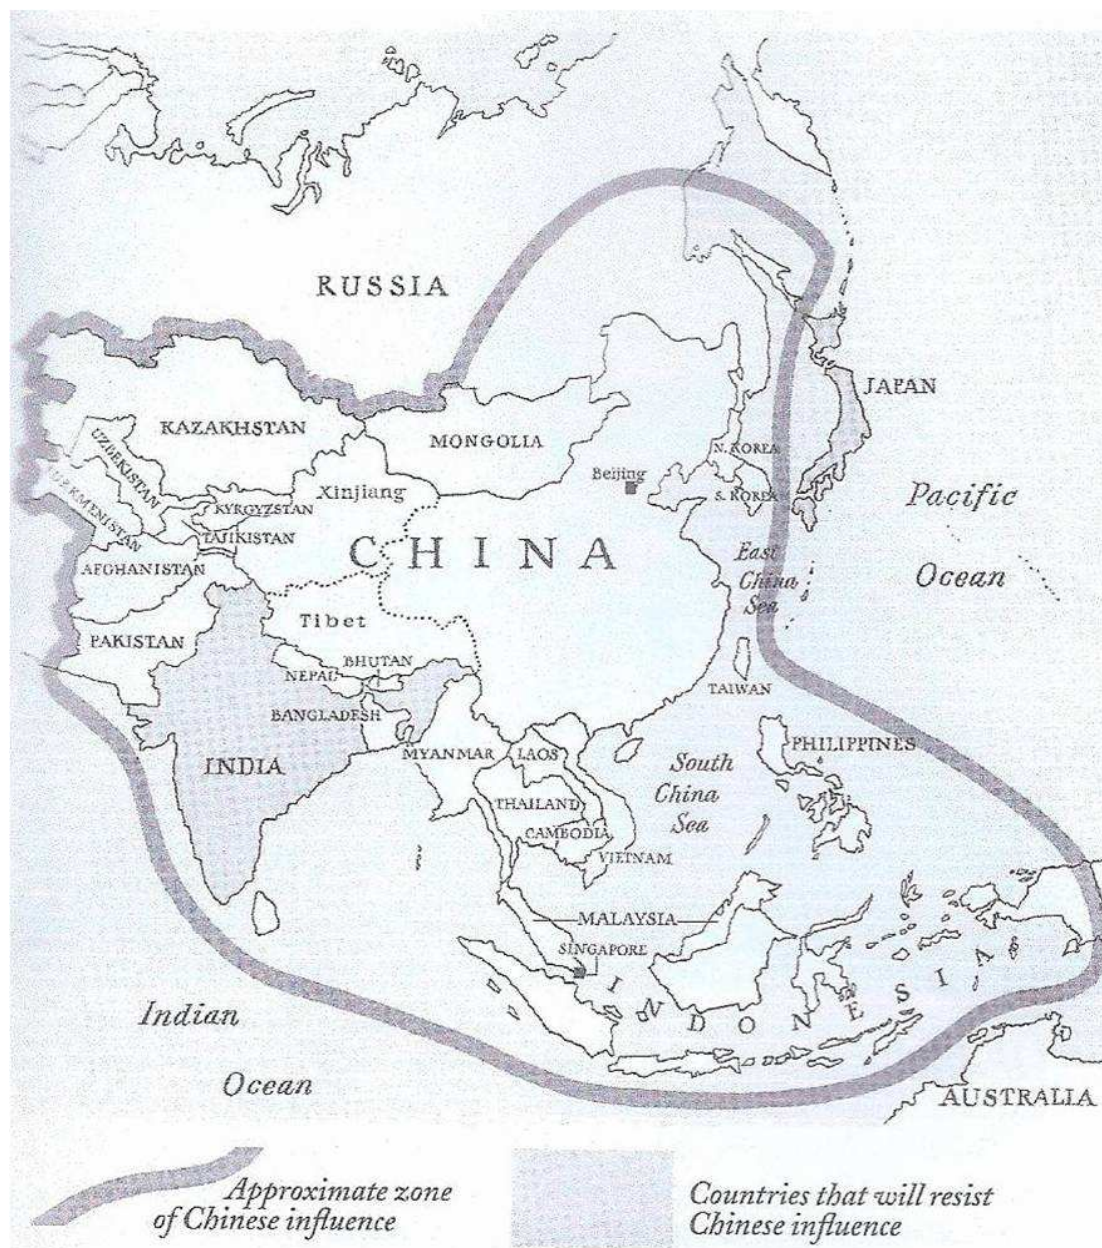 RUSSIA
JAPAN
KAZAKHSTAN
MONGOLIA
N. KOREA
UZBEKISTAN
Beijing
Xinjiang
S. KOREA
Pacific
TURKMENISTAN
KYRGYZSTAN
TAJIKISTAN
CHINA
East
China
Sea
Ocean
AFGHANISTAN
Tibet
PAKISTAN
BHUTAN
NEPAL
TAIWAN
BANGLADESH
PHILIPPINES
MYANMAR
LAOS
INDIA
South
China
Sea
THAILAND
CAMBODIA
VIETNAM
MALAYSIA
SINGAPORE
INDONESIA
Indian
Ocean
AUSTRALIA
Approximate zone
of Chinese influence
Countries that will resist
Chinese influence